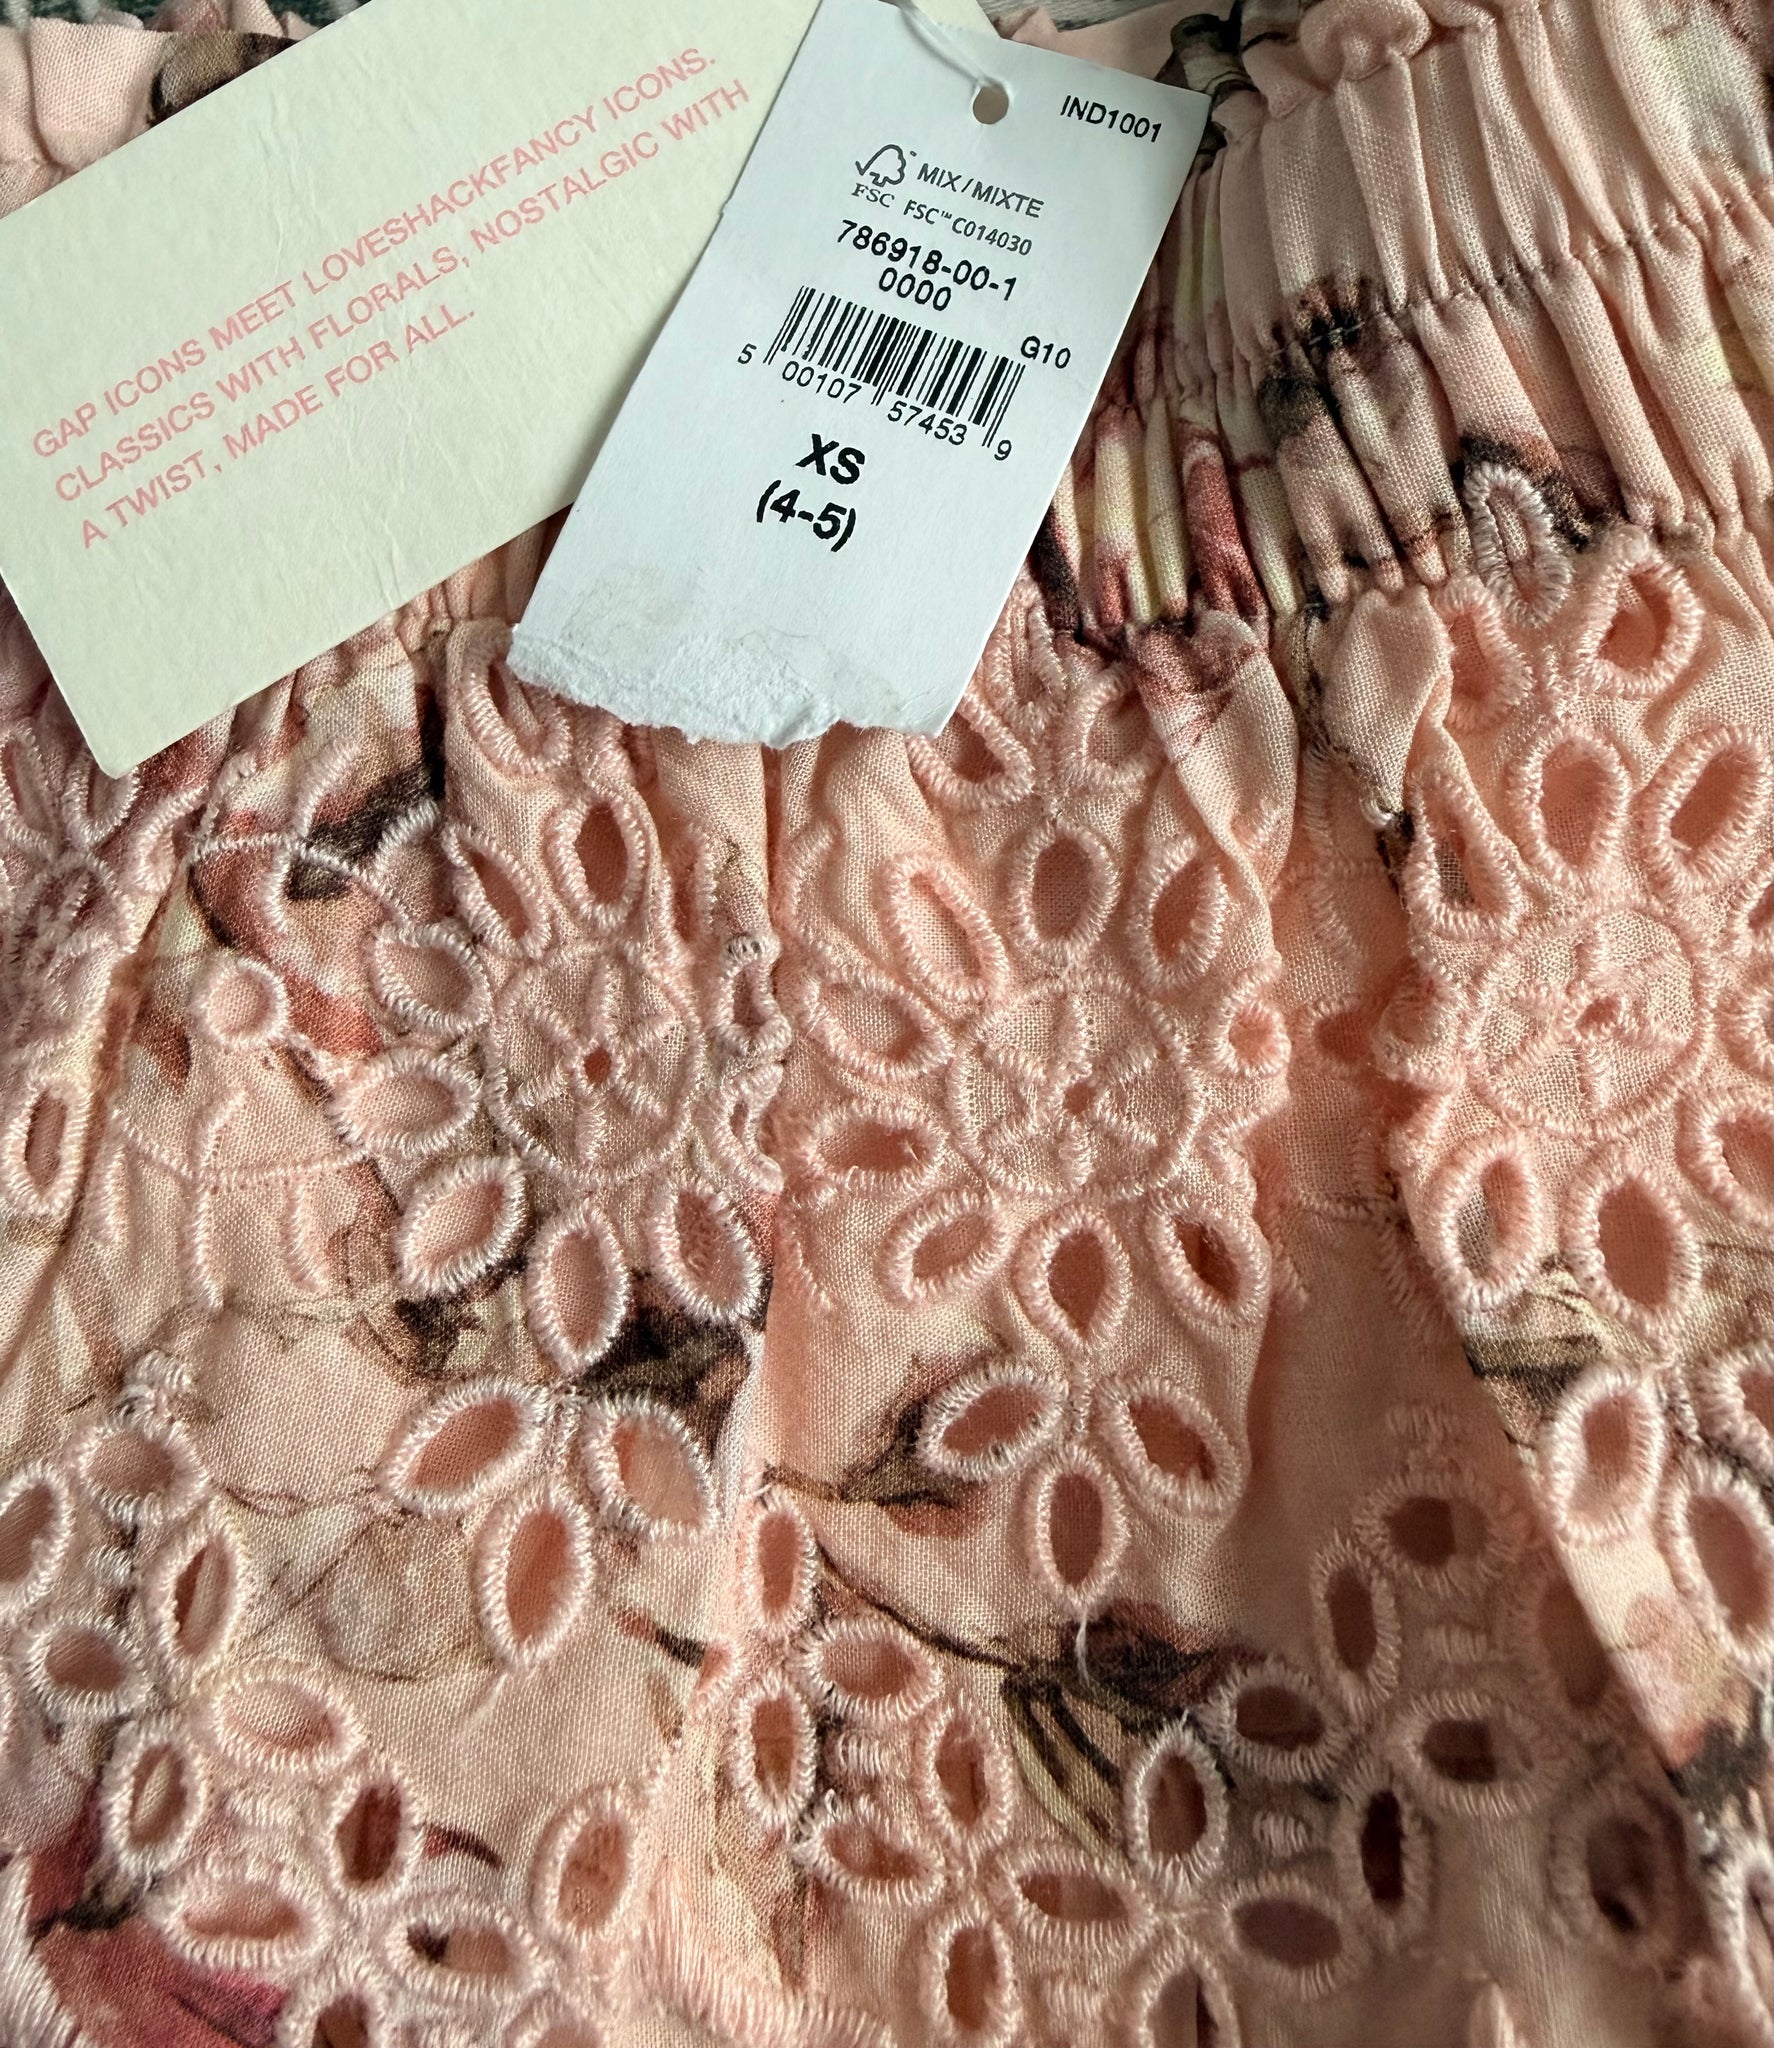 GAP ICONS MEET LOVESHACKFANCY ICONS.
CLASSICS WITH FLORALS, NOSTALGIC WITH
A TWIST, MADE FOR ALL.
IND1001
MIX / MIXTE
FSC FSC™ C014030
786918-00-1
0000
G10
5 00107 57453 9
XS
(4-5)